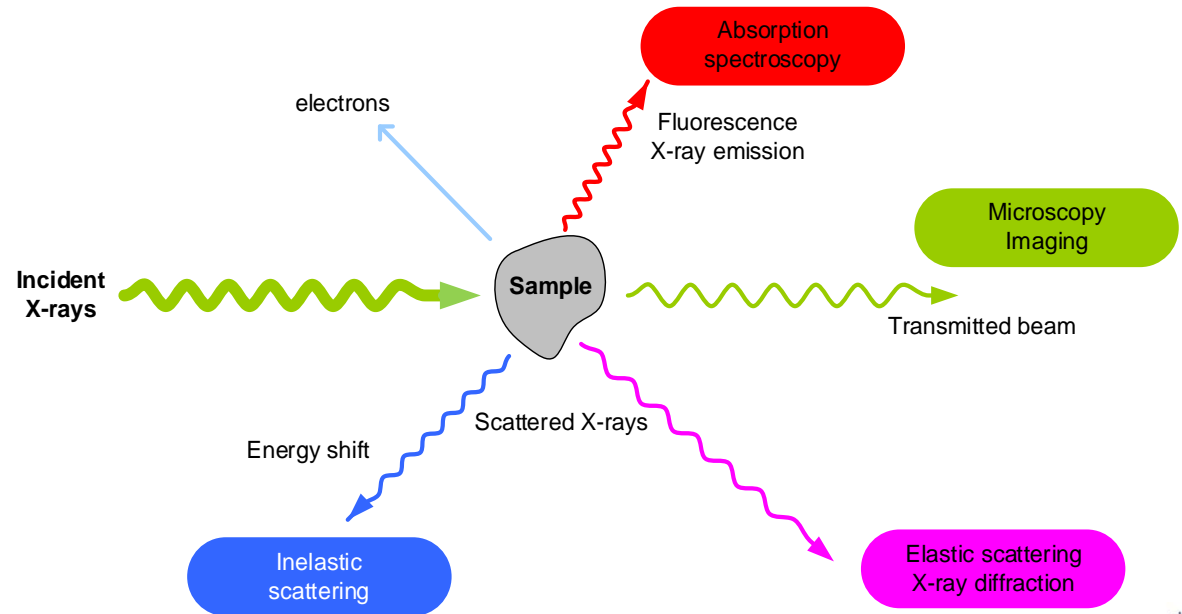 Absorption
spectroscopy
electrons
Fluorescence
X-ray emission
Microscopy
Imaging
Incident
X-rays
Sample
Transmitted beam
Scattered X-rays
Energy shift
Inelastic
scattering
Elastic scattering
X-ray diffraction